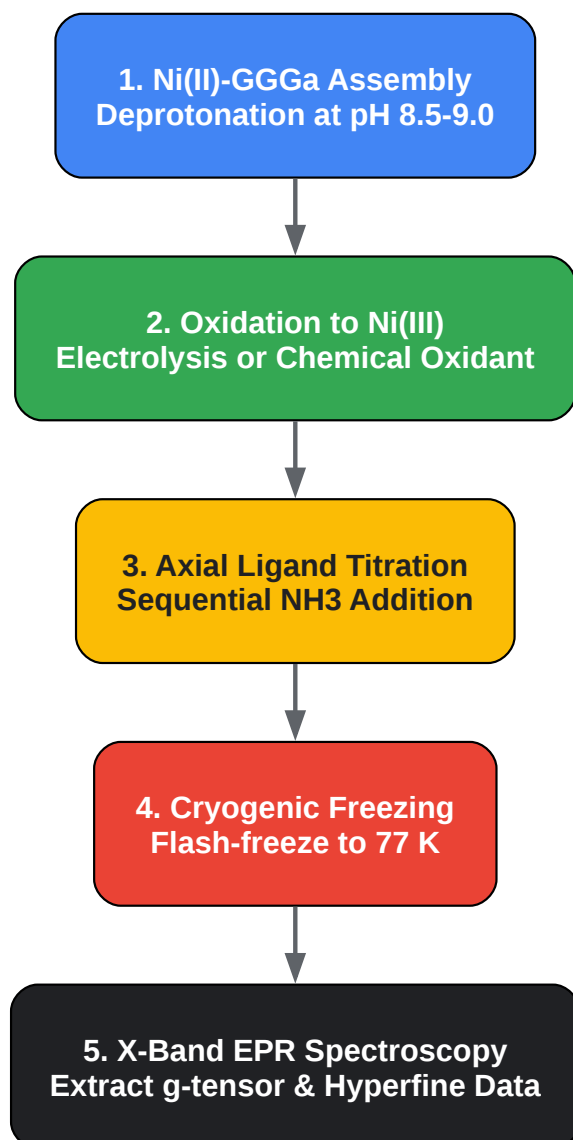 1. Ni(II)-GGGa Assembly
Deprotonation at pH 8.5-9.0
2. Oxidation to Ni(III)
Electrolysis or Chemical Oxidant
3. Axial Ligand Titration
Sequential NH3 Addition
4. Cryogenic Freezing
Flash-freeze to 77 K
5. X-Band EPR Spectroscopy
Extract g-tensor & Hyperfine Data